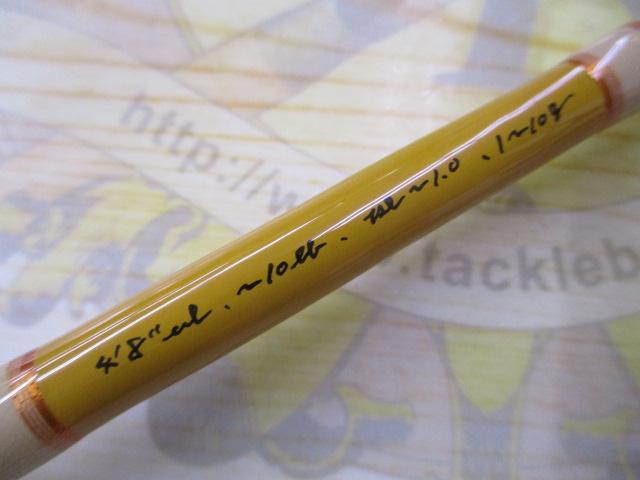 http://w
w.tackleb
4'8" ul. ~10lb. ~1.0. 1~10g